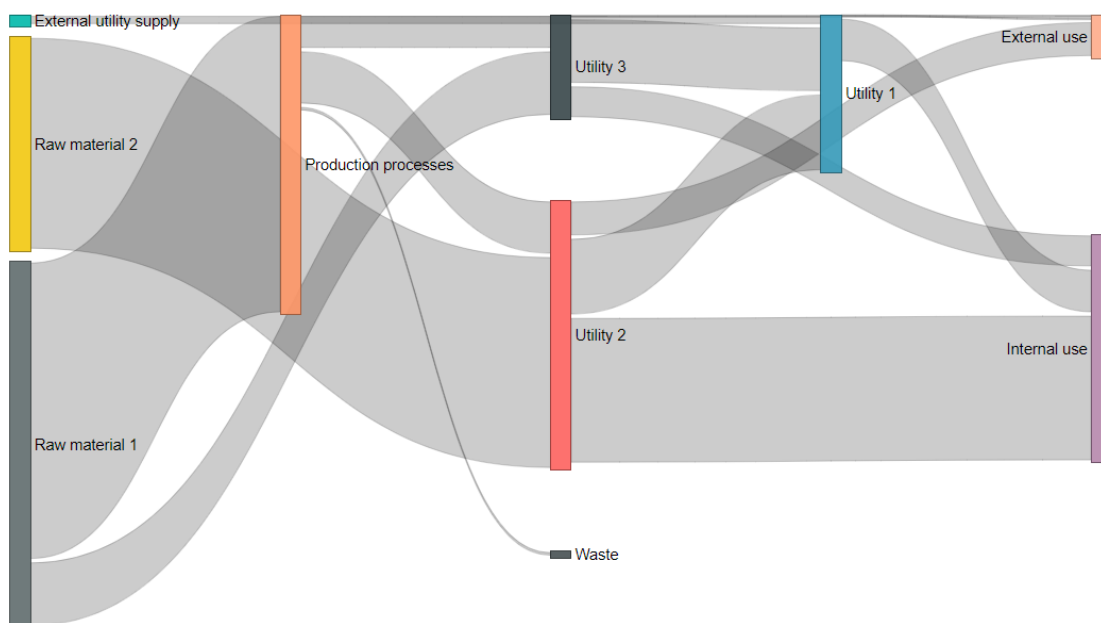 External utility supply
Raw material 2
Raw material 1
Production processes
Utility 3
Utility 2
Waste
Utility 1
External use
Internal use